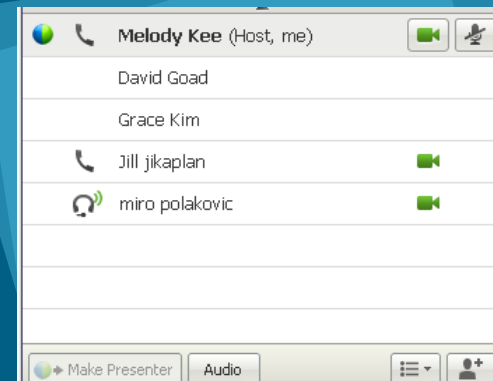 Melody Kee (Host, me)
David Goad
Grace Kim
Jill jikaplan
miro polakovic
Make Presenter Audio